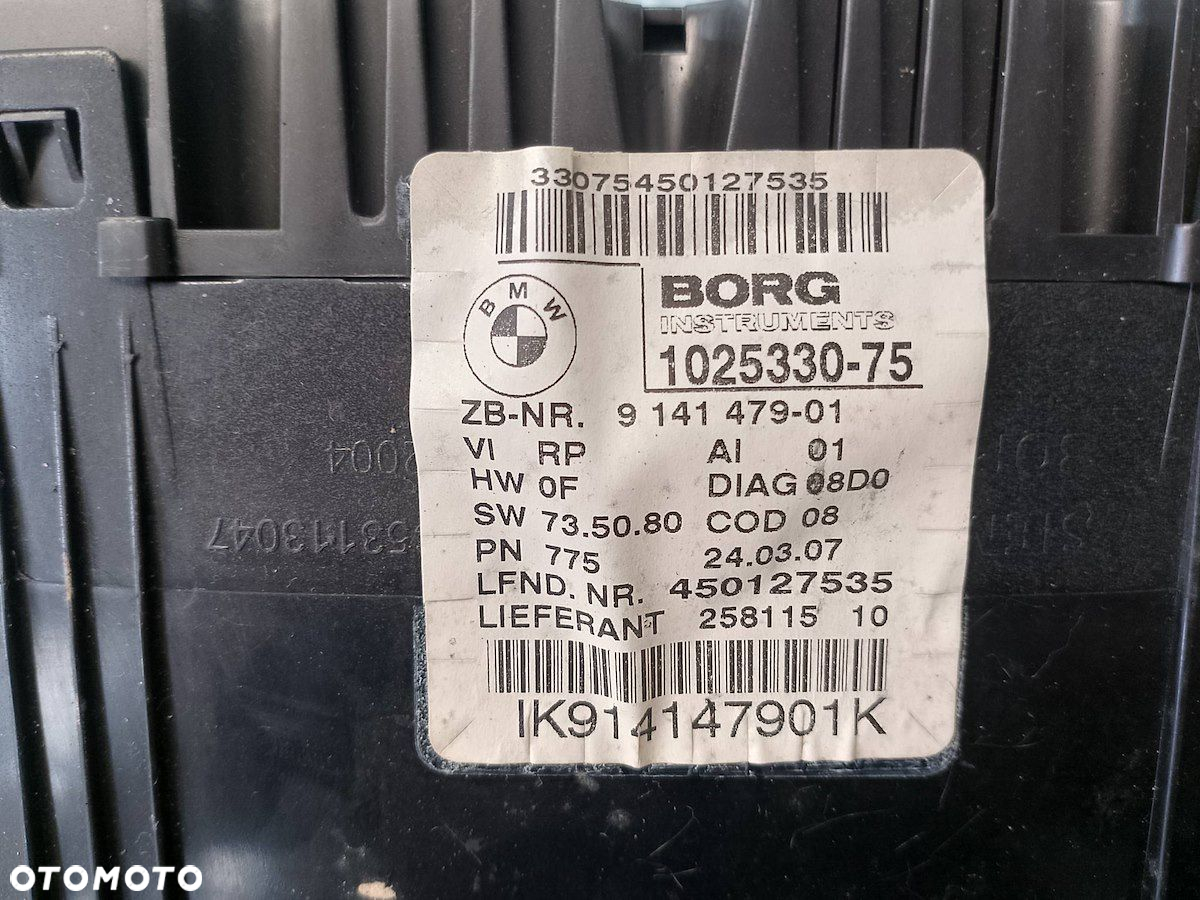 33075450127535
BMW
BORG
INSTRUMENTS
1025330-75
ZB-NR. 9 141 479-01
VI RP AI 01
HW 0F DIAG 08D0
SW 73.50.80 COD 08
PN 775 24.03.07
LFND. NR. 450127535
LIEFERANT 258115 10
IK914147901K
2004
53113047
OTOMOTO